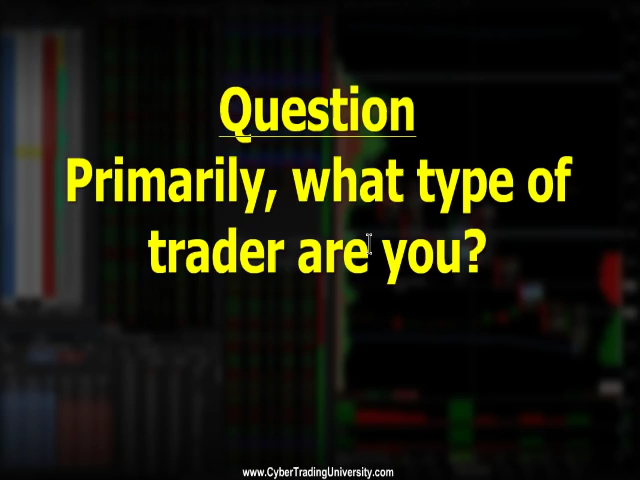 Question
Primarily, what type of
trader are you?
www.CyberTradingUniversity.com